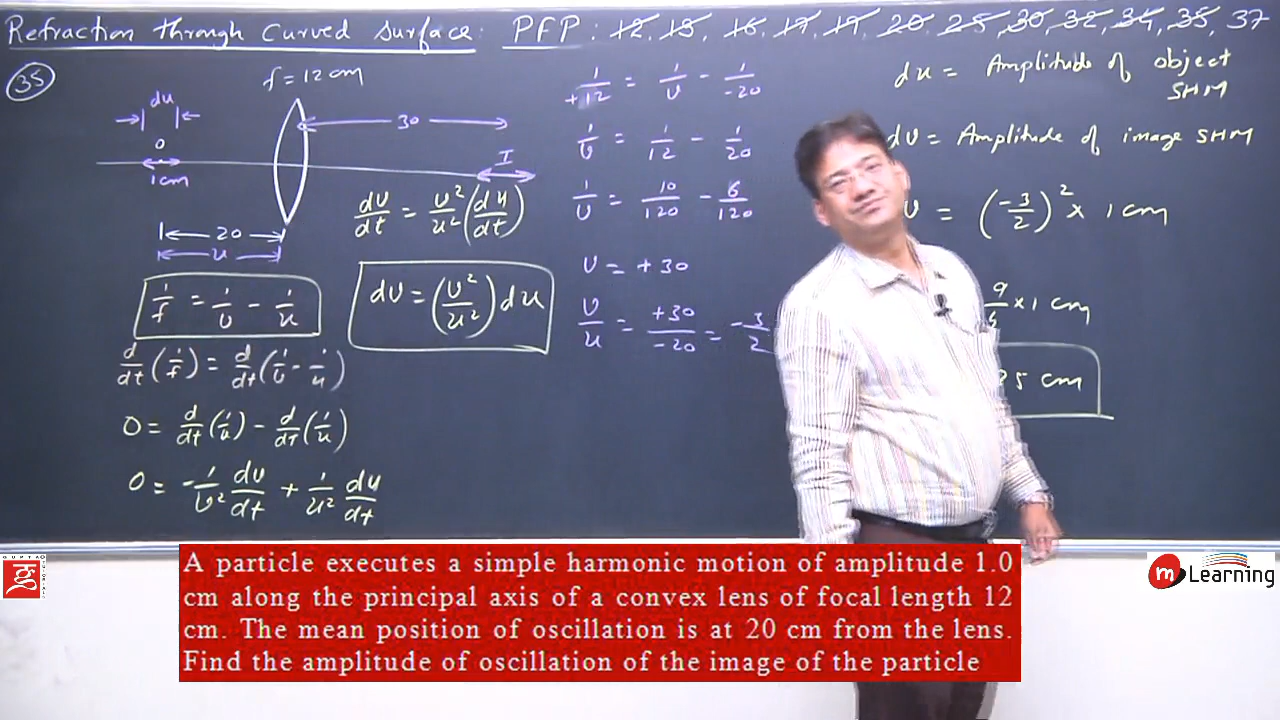 Refraction through Curved surface: PFP: 12, 15, 16, 17, 19, 20, 25, 30, 32, 34, 35, 37
35
f = 12 cm
du
O
1cm
30
I
20
u
1/f = 1/v - 1/u
d/dt (1/f) = d/dt (1/v - 1/u)
0 = d/dt (1/v) - d/dt (1/u)
0 = -1/v² dv/dt + 1/u² du/dt
dv/dt = v²/u² (du/dt)
dv = (v²/u²) du
1/+12 = 1/v - 1/-20
1/v = 1/12 - 1/20
1/v = 10/120 - 6/120
v = +30
v/u = +30/-20 = -3/2
du = Amplitude of object
SHM
dv = Amplitude of image SHM
= (-3/2)² × 1 cm
× 1 cm
5 cm
A particle executes a simple harmonic motion of amplitude 1.0
cm along the principal axis of a convex lens of focal length 12
cm. The mean position of oscillation is at 20 cm from the lens.
Find the amplitude of oscillation of the image of the particle
m Learning